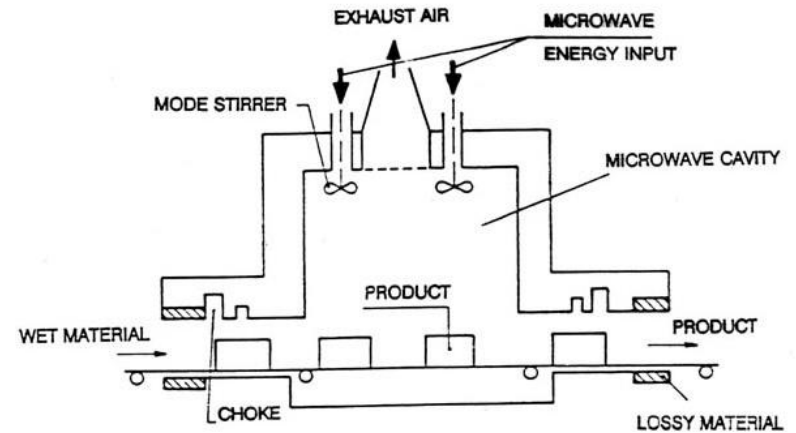 EXHAUST AIR
MICROWAVE
ENERGY INPUT
MODE STIRRER
MICROWAVE CAVITY
PRODUCT
WET MATERIAL
PRODUCT
CHOKE
LOSSY MATERIAL